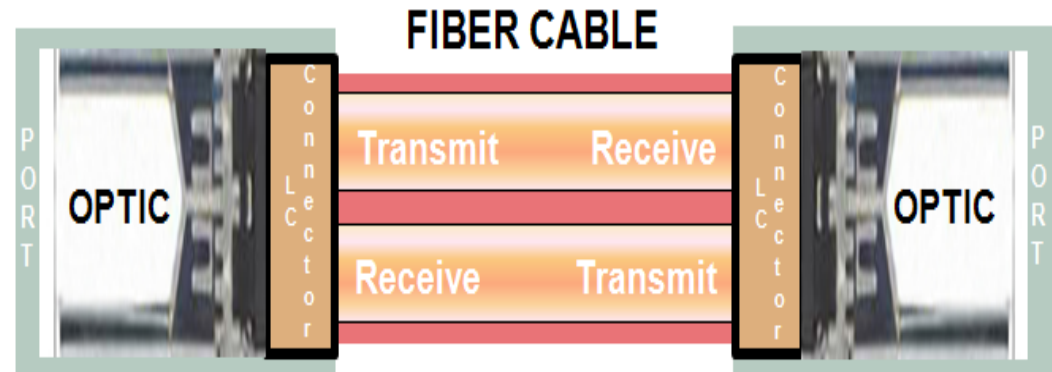 FIBER CABLE
PORT
OPTIC
LC
Connector
Transmit Receive
Receive Transmit
LC
Connector
OPTIC
PORT